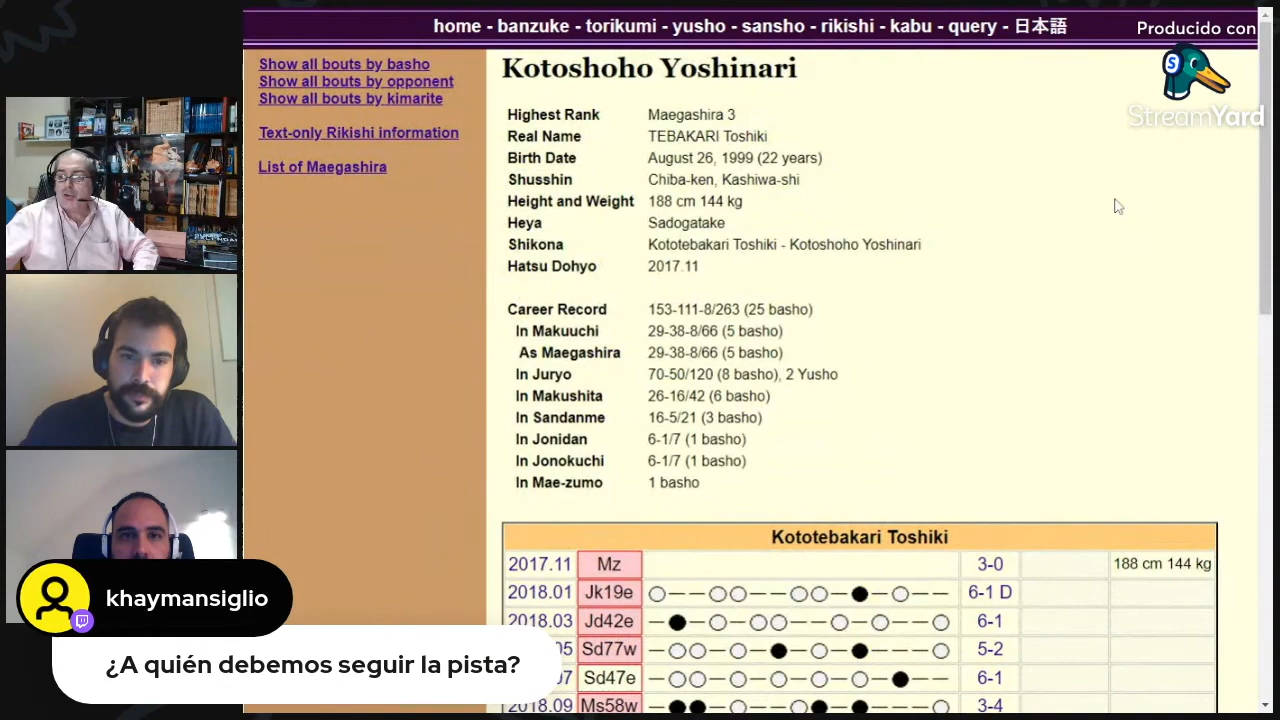 home - banzuke - torikumi - yusho - sansho - rikishi - kabu - query - 日本語
Producido con
StreamYard
Show all bouts by basho
Show all bouts by opponent
Show all bouts by kimarite
Text-only Rikishi information
List of Maegashira
Kotoshoho Yoshinari
Highest Rank Maegashira 3
Real Name TEBAKARI Toshiki
Birth Date August 26, 1999 (22 years)
Shusshin Chiba-ken, Kashiwa-shi
Height and Weight 188 cm 144 kg
Heya Sadogatake
Shikona Kototebakari Toshiki - Kotoshoho Yoshinari
Hatsu Dohyo 2017.11
Career Record 153-111-8/263 (25 basho)
In Makuuchi 29-38-8/66 (5 basho)
As Maegashira 29-38-8/66 (5 basho)
In Juryo 70-50/120 (8 basho), 2 Yusho
In Makushita 26-16/42 (6 basho)
In Sandanme 16-5/21 (3 basho)
In Jonidan 6-1/7 (1 basho)
In Jonokuchi 6-1/7 (1 basho)
In Mae-zumo 1 basho
Kototebakari Toshiki
2017.11 Mz 3-0 188 cm 144 kg
2018.01 Jk19e 6-1 D
2018.03 Jd42e 6-1
05 Sd77w 5-2
07 Sd47e 6-1
2018.09 Ms58w 3-4
khaymansiglio
¿A quién debemos seguir la pista?